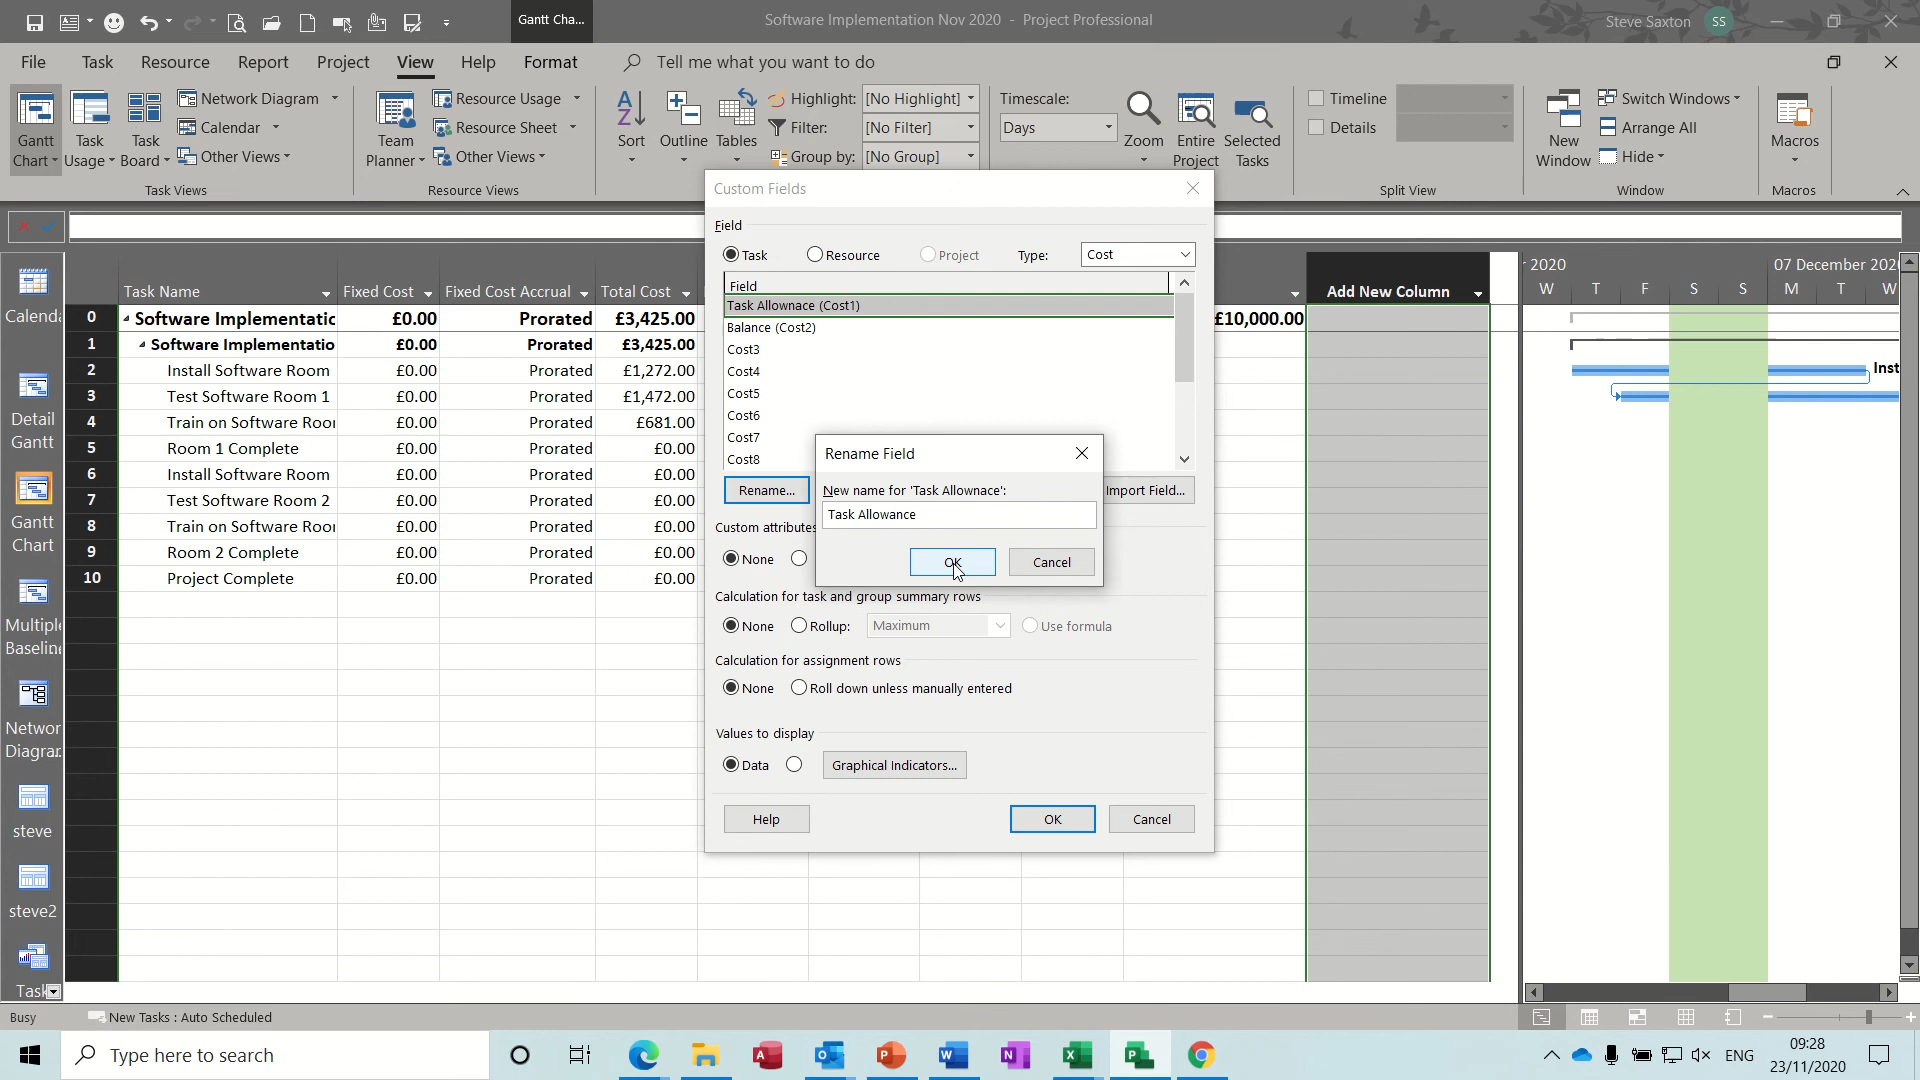 Gantt Cha...
Software Implementation Nov 2020 - Project Professional
Steve Saxton SS
File Task Resource Report Project View Help Format Tell me what you want to do
Gantt Chart
Task Usage
Task Board
Network Diagram
Calendar
Other Views
Task Views
Team Planner
Resource Usage
Resource Sheet
Other Views
Resource Views
Sort
Outline
Tables
Highlight: [No Highlight]
Filter: [No Filter]
Group by: [No Group]
Timescale:
Days
Zoom
Entire Project
Selected Tasks
Timeline
Details
Split View
New Window
Switch Windows
Arrange All
Hide
Window
Macros
Macros
Calenda
Detail Gantt
Gantt Chart
Multiple Baselin
Networ Diagra
steve
steve2
Task
Task Name Fixed Cost Fixed Cost Accrual Total Cost
Add New Column
0 Software Implementatic £0.00 Prorated £3,425.00 £10,000.00
1 Software Implementatio £0.00 Prorated £3,425.00
2 Install Software Room £0.00 Prorated £1,272.00
3 Test Software Room 1 £0.00 Prorated £1,472.00
4 Train on Software Roor £0.00 Prorated £681.00
5 Room 1 Complete £0.00 Prorated £0.00
6 Install Software Room £0.00 Prorated £0.00
7 Test Software Room 2 £0.00 Prorated £0.00
8 Train on Software Roor £0.00 Prorated £0.00
9 Room 2 Complete £0.00 Prorated £0.00
10 Project Complete £0.00 Prorated £0.00
2020 07 December 2020
W T F S S M T W
Inst
Custom Fields
Field
Task Resource Project Type: Cost
Field
Task Allownace (Cost1)
Balance (Cost2)
Cost3
Cost4
Cost5
Cost6
Cost7
Cost8
Rename... Import Field...
Rename Field
New name for 'Task Allownace':
Task Allowance
OK Cancel
Custom attributes
None
Calculation for task and group summary rows
None Rollup: Maximum Use formula
Calculation for assignment rows
None Roll down unless manually entered
Values to display
Data Graphical Indicators...
Help OK Cancel
Busy New Tasks : Auto Scheduled
Type here to search
ENG
09:28
23/11/2020